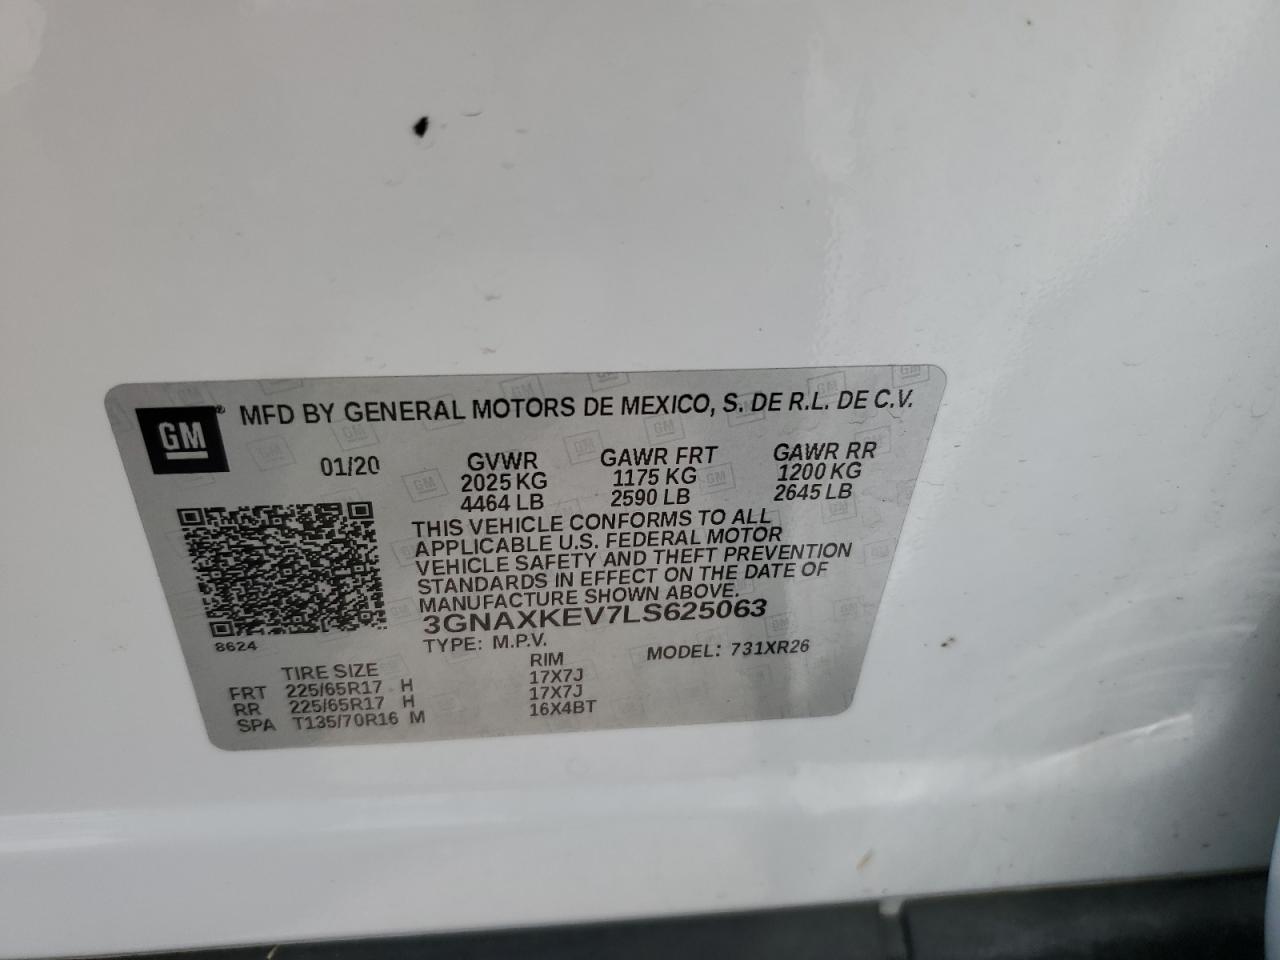 GM® MFD BY GENERAL MOTORS DE MEXICO, S. DE R.L. DE C.V.
01/20 GVWR GAWR FRT GAWR RR
2025 KG 1175 KG 1200 KG
4464 LB 2590 LB 2645 LB
THIS VEHICLE CONFORMS TO ALL
APPLICABLE U.S. FEDERAL MOTOR
VEHICLE SAFETY AND THEFT PREVENTION
STANDARDS IN EFFECT ON THE DATE OF
MANUFACTURE SHOWN ABOVE.
3GNAXKEV7LS625063
8624
TYPE: M.P.V. MODEL: 731XR26
TIRE SIZE RIM
FRT 225/65R17 H 17X7J
RR 225/65R17 H 17X7J
SPA T135/70R16 M 16X4BT